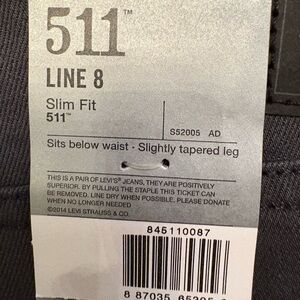 511™
LINE 8
Slim Fit
511™
S52005 AD
Sits below waist · Slightly tapered leg
THIS IS A PAIR OF LEVI'S® JEANS, THEY ARE POSITIVELY
SUPERIOR. BY PULLING THE STAPLE THIS TICKET CAN
BE REMOVED. LINE DRY WHEN POSSIBLE. PLEASE DONATE
WHEN NO LONGER NEEDED
©2014 LEVI STRAUSS & CO.
845110087
8 87035